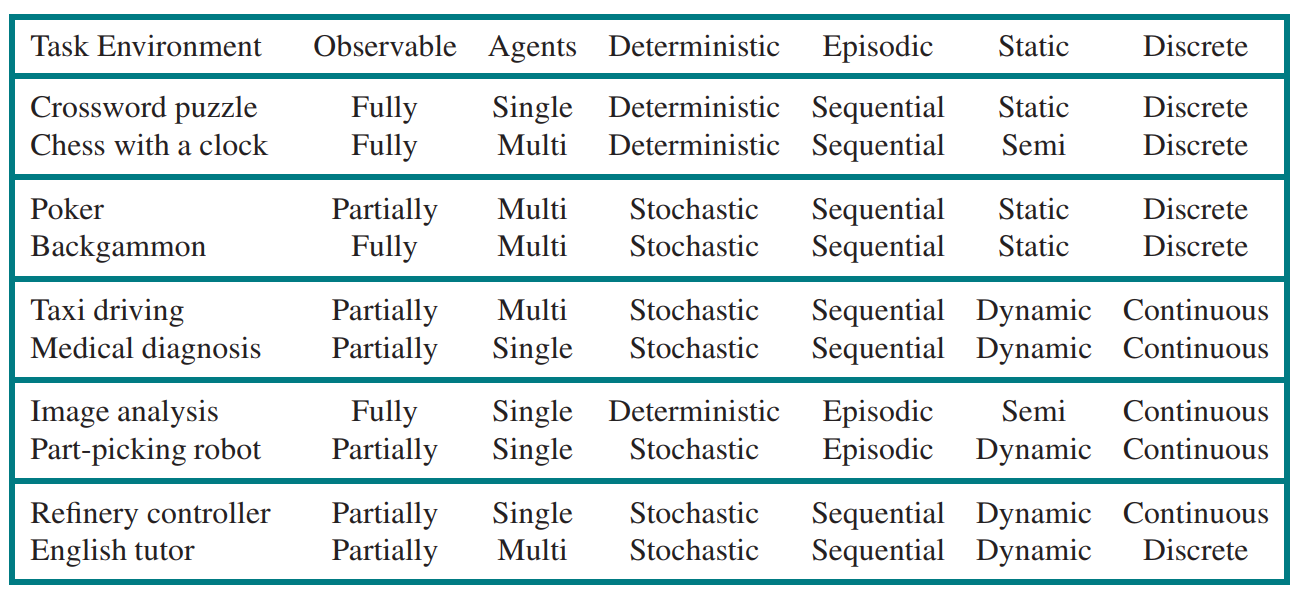 Task Environment Observable Agents Deterministic Episodic Static Discrete
Crossword puzzle Fully Single Deterministic Sequential Static Discrete
Chess with a clock Fully Multi Deterministic Sequential Semi Discrete
Poker Partially Multi Stochastic Sequential Static Discrete
Backgammon Fully Multi Stochastic Sequential Static Discrete
Taxi driving Partially Multi Stochastic Sequential Dynamic Continuous
Medical diagnosis Partially Single Stochastic Sequential Dynamic Continuous
Image analysis Fully Single Deterministic Episodic Semi Continuous
Part-picking robot Partially Single Stochastic Episodic Dynamic Continuous
Refinery controller Partially Single Stochastic Sequential Dynamic Continuous
English tutor Partially Multi Stochastic Sequential Dynamic Discrete